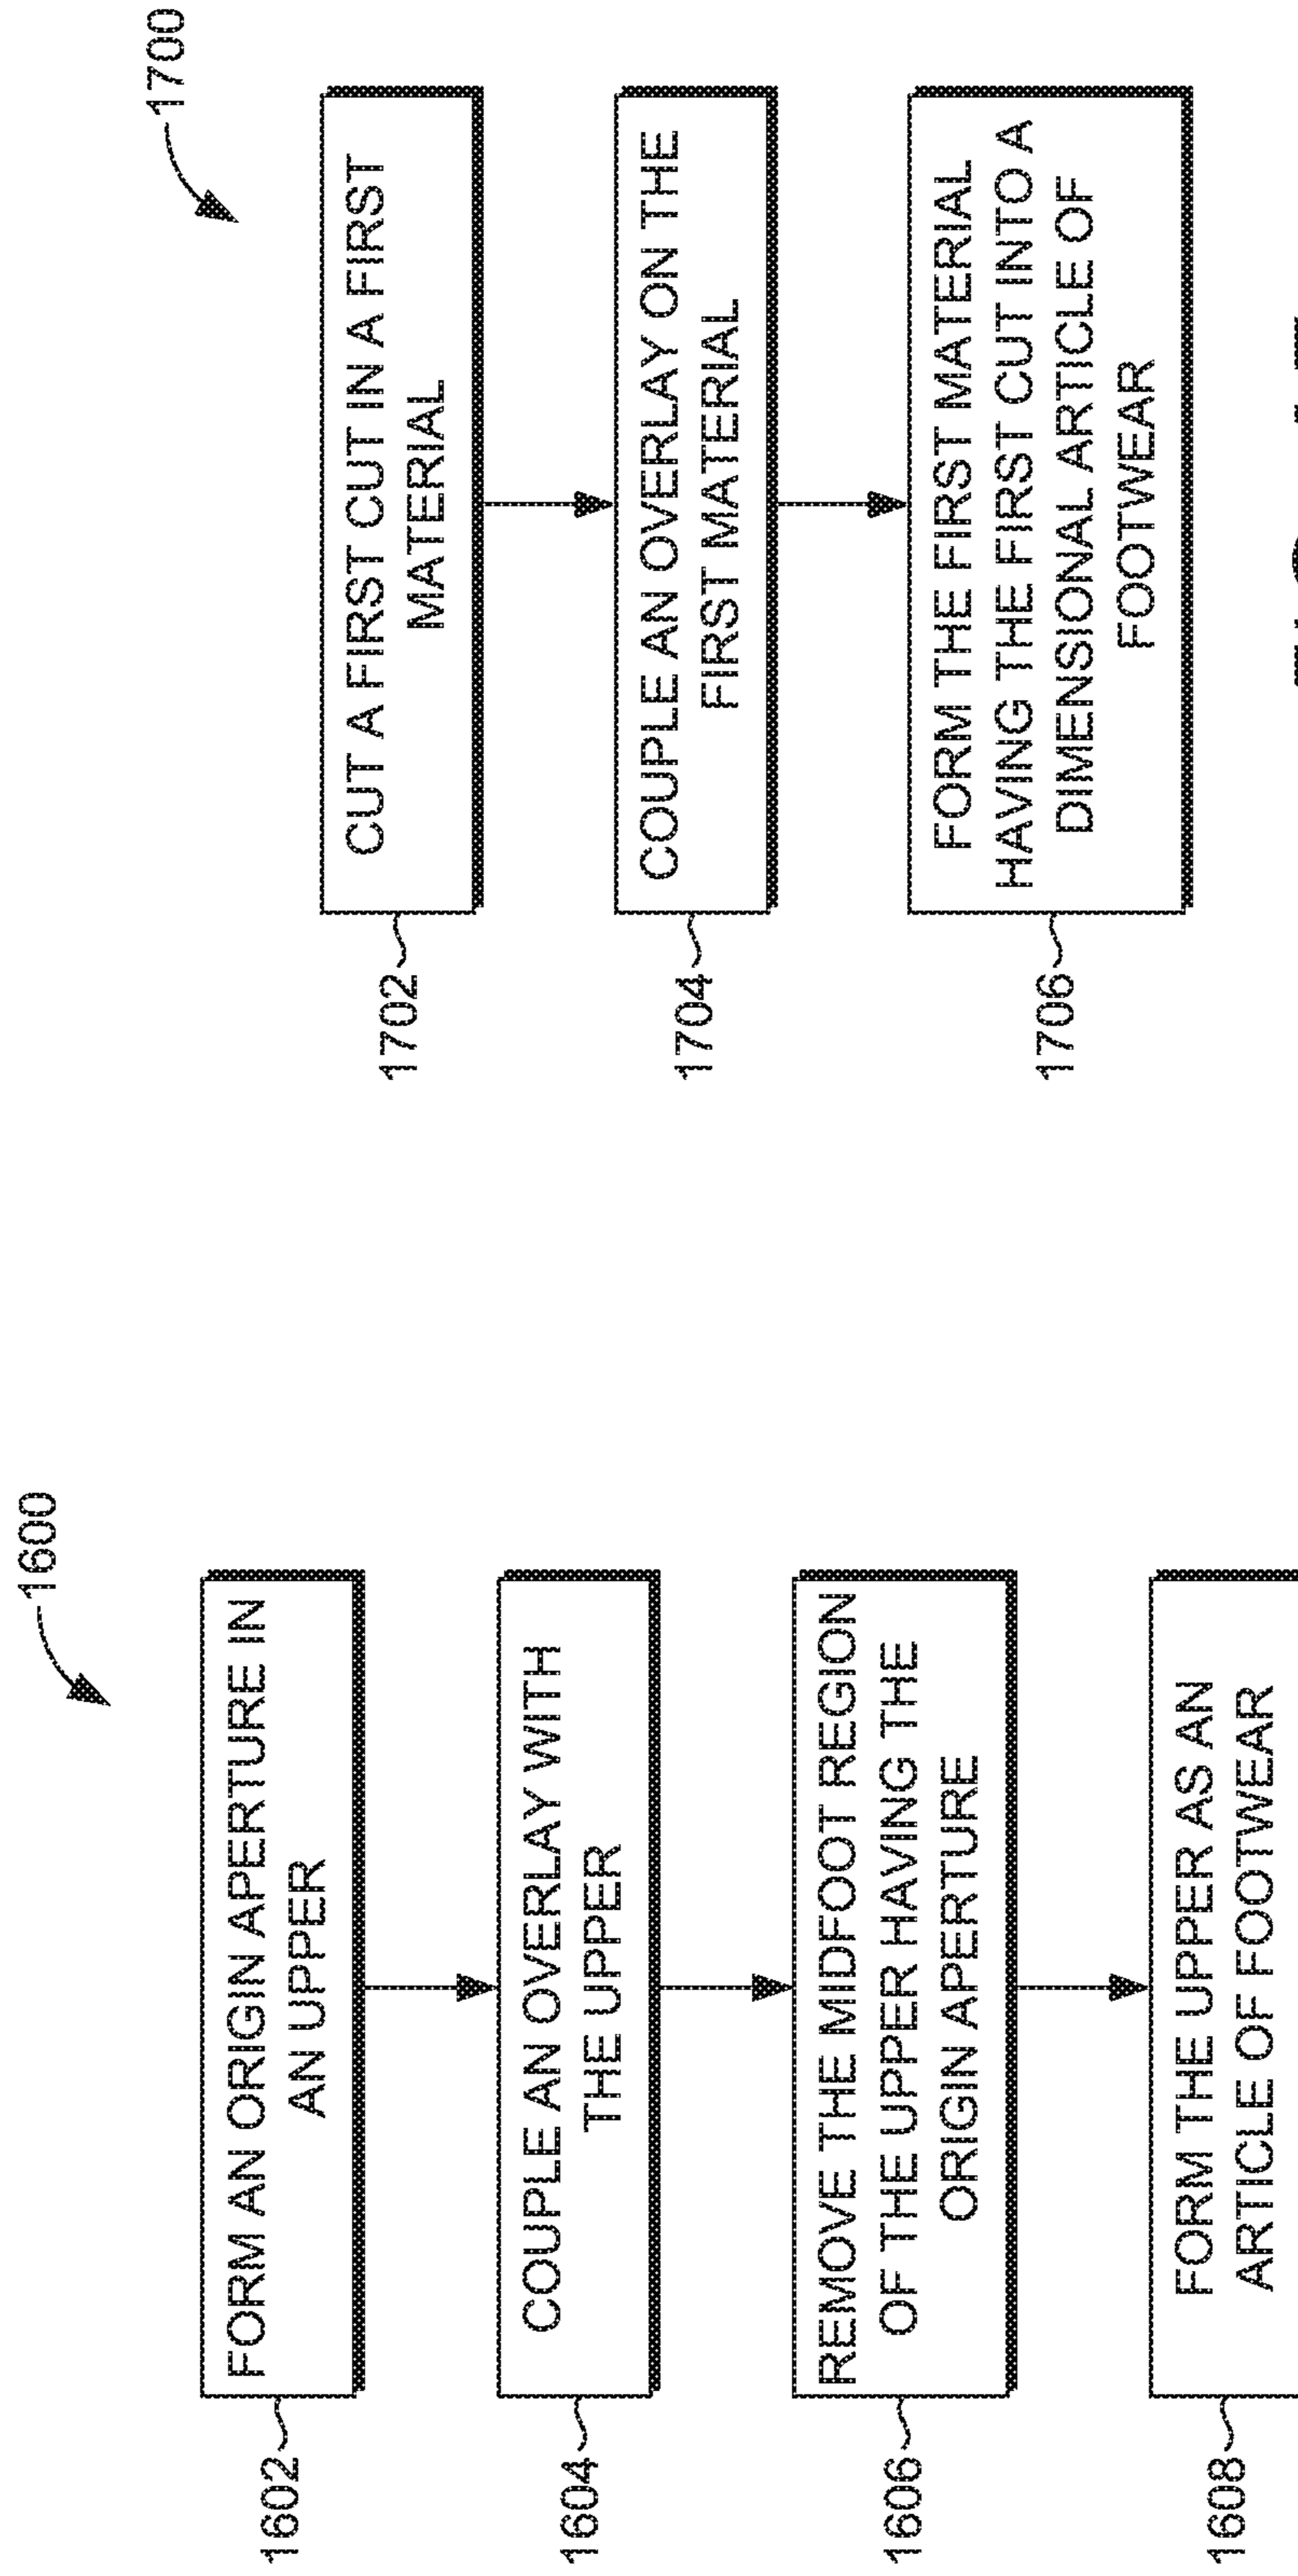 1600
1602
FORM AN ORIGIN APERTURE IN
AN UPPER
1604
COUPLE AN OVERLAY WITH
THE UPPER
1606
REMOVE THE MIDFOOT REGION
OF THE UPPER HAVING THE
ORIGIN APERTURE
1608
FORM THE UPPER AS AN
ARTICLE OF FOOTWEAR
1700
1702
CUT A FIRST CUT IN A FIRST
MATERIAL
1704
COUPLE AN OVERLAY ON THE
FIRST MATERIAL
1706
FORM THE FIRST MATERIAL
HAVING THE FIRST CUT INTO A
DIMENSIONAL ARTICLE OF
FOOTWEAR